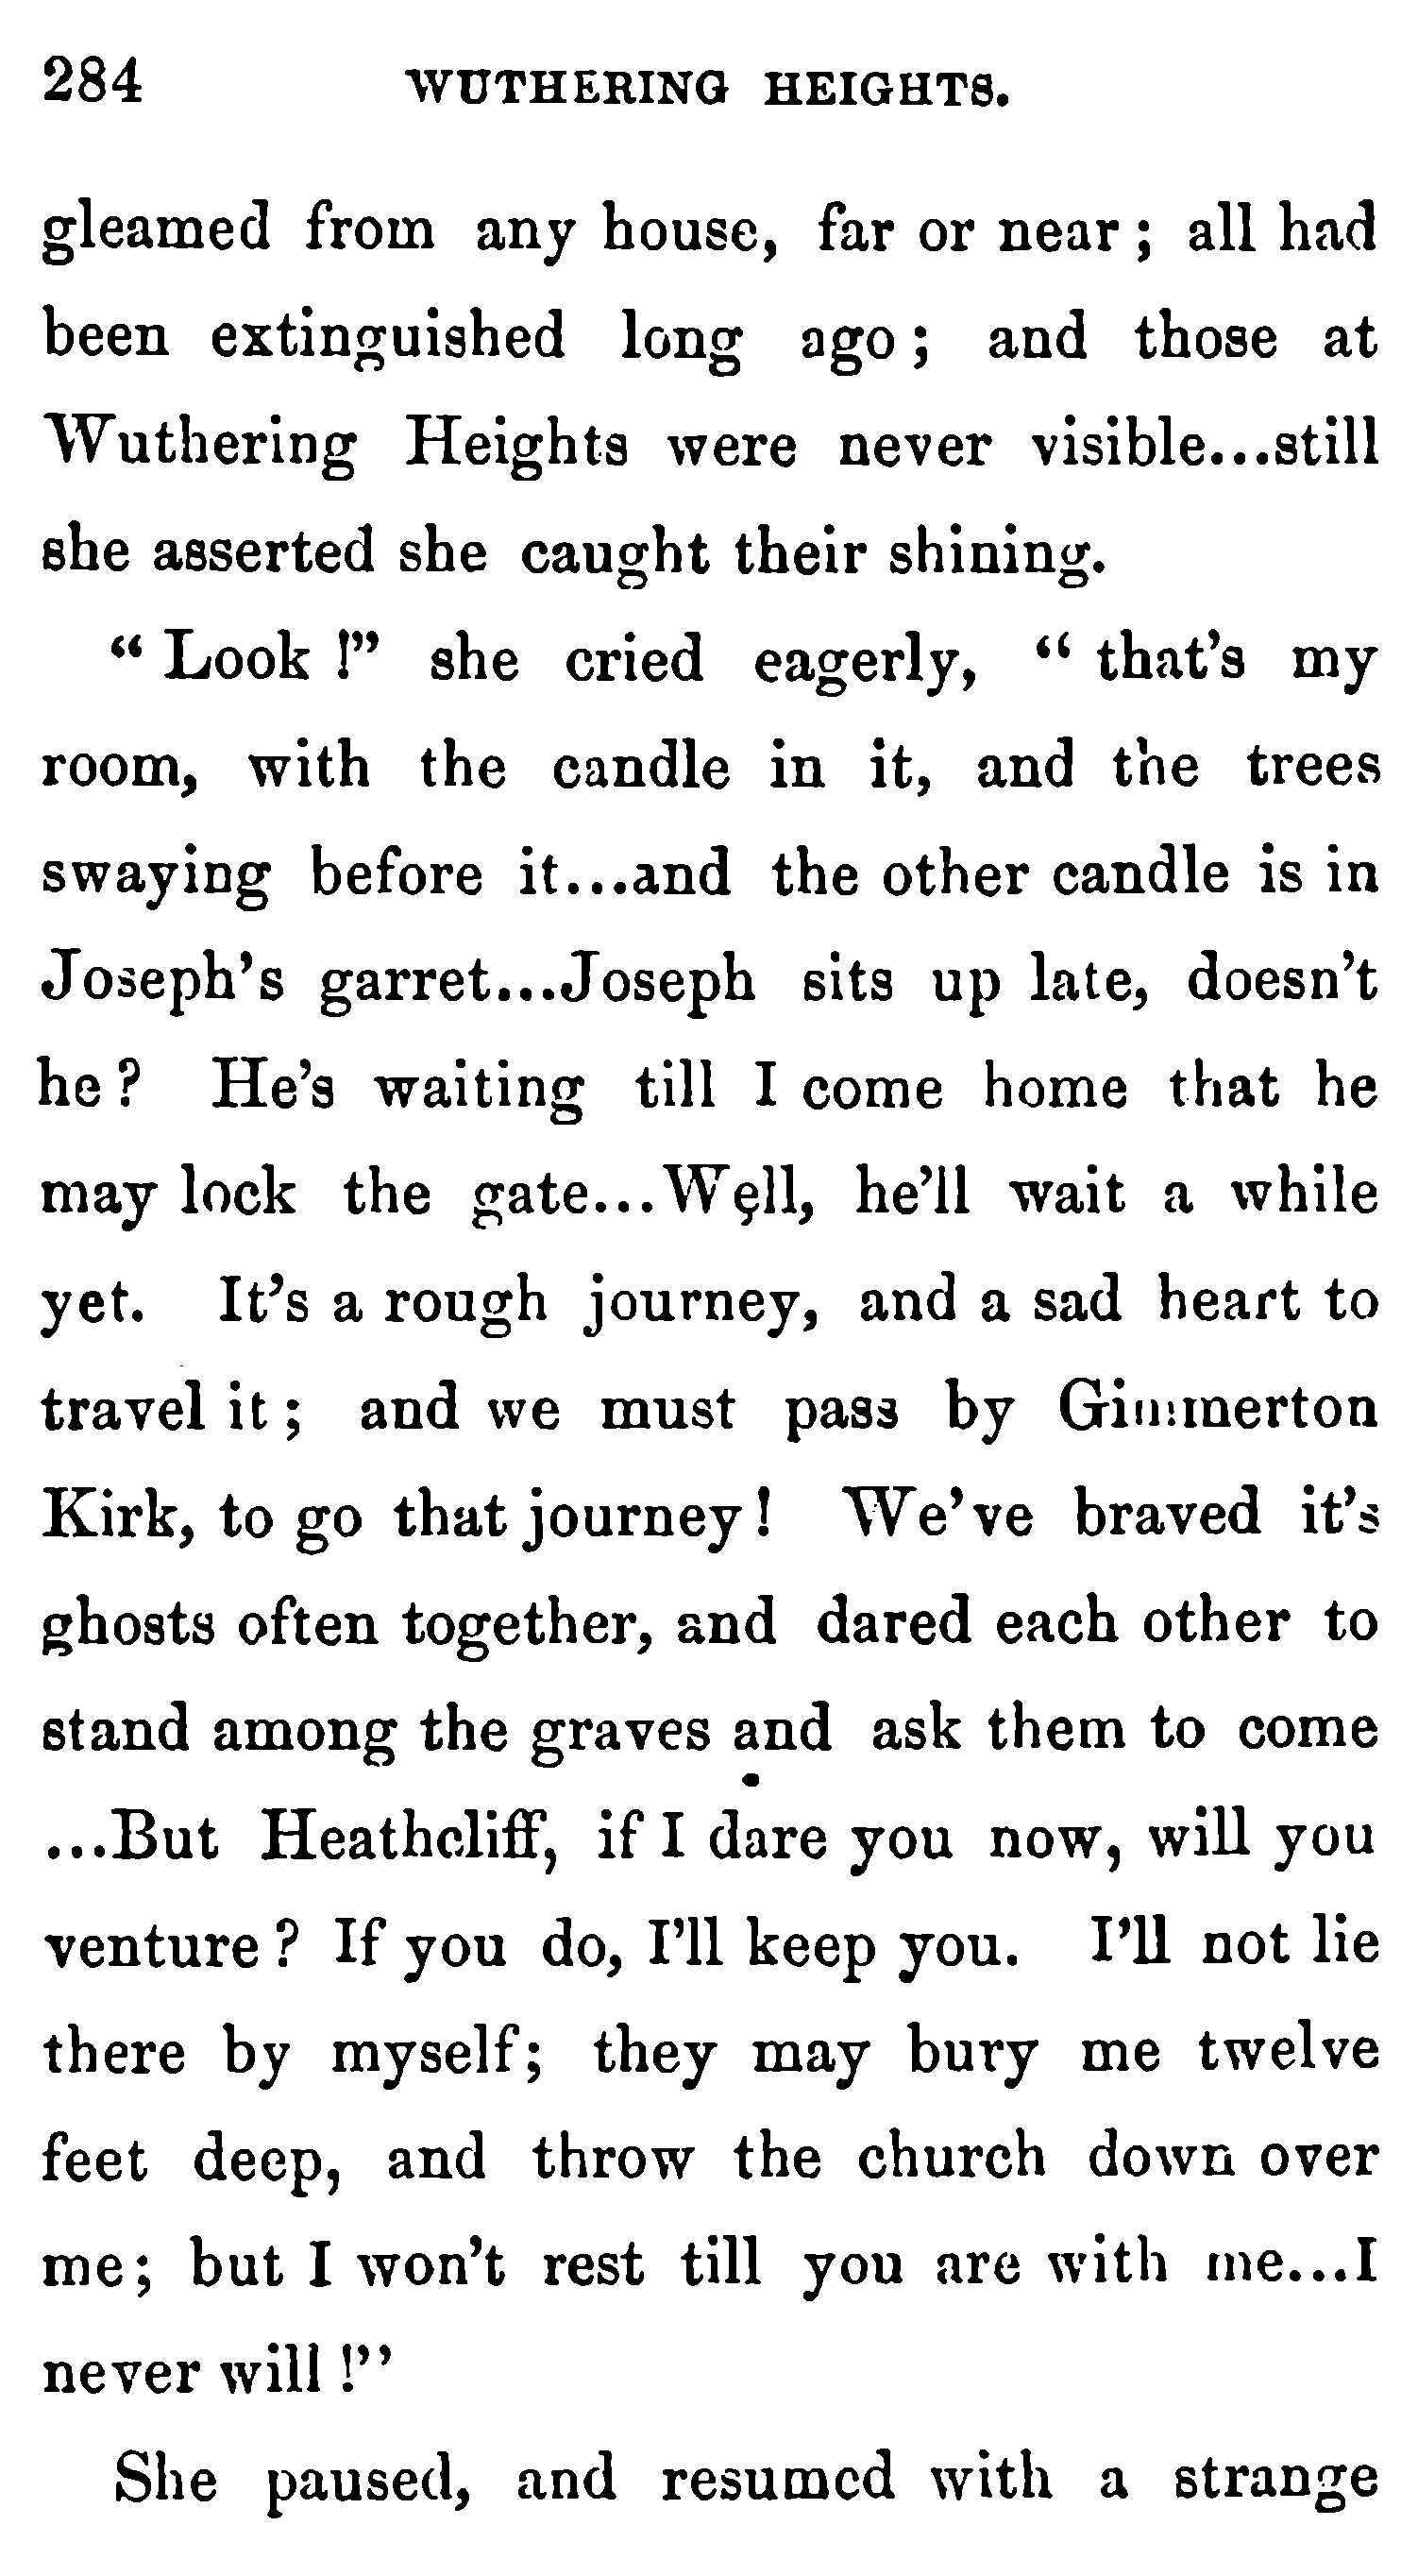 284 WUTHERING HEIGHTS.
gleamed from any house, far or near; all had
been extinguished long ago; and those at
Wuthering Heights were never visible...still
she asserted she caught their shining.
"Look!" she cried eagerly, "that's my
room, with the candle in it, and the trees
swaying before it...and the other candle is in
Joseph's garret...Joseph sits up late, doesn't
he? He's waiting till I come home that he
may lock the gate...Well, he'll wait a while
yet. It's a rough journey, and a sad heart to
travel it; and we must pass by Gimmerton
Kirk, to go that journey! We've braved it's
ghosts often together, and dared each other to
stand among the graves and ask them to come
...But Heathcliff, if I dare you now, will you
venture? If you do, I'll keep you. I'll not lie
there by myself; they may bury me twelve
feet deep, and throw the church down over
me; but I won't rest till you are with me...I
never will!"
She paused, and resumed with a strange